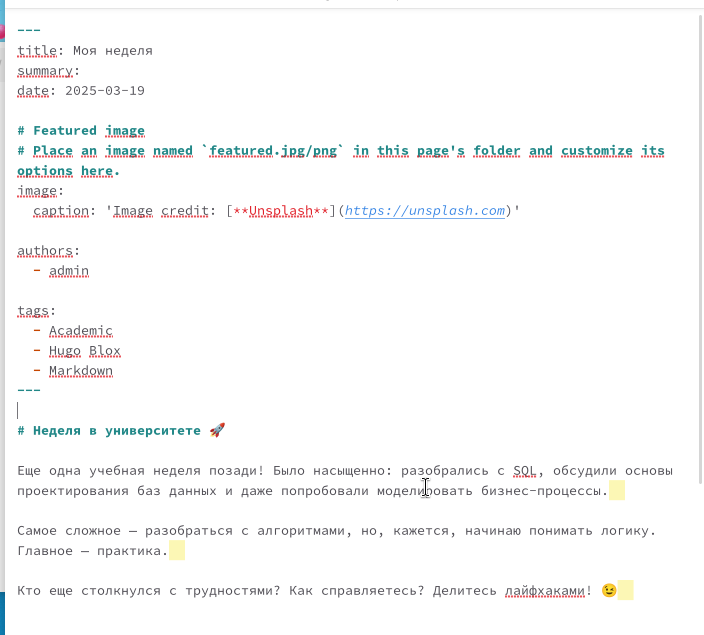 ---
title: Моя неделя
summary:
date: 2025-03-19
# Featured image
# Place an image named `featured.jpg/png` in this page's folder and customize its
options here.
image:
  caption: 'Image credit: [**Unsplash**](https://unsplash.com)'
authors:
  - admin
tags:
  - Academic
  - Hugo Blox
  - Markdown
---
# Неделя в университете 🚀
Еще одна учебная неделя позади! Было насыщенно: разобрались с SQL, обсудили основы
проектирования баз данных и даже попробовали моделировать бизнес-процессы.
Самое сложное — разобраться с алгоритмами, но, кажется, начинаю понимать логику.
Главное — практика.
Кто еще столкнулся с трудностями? Как справляетесь? Делитесь лайфхаками! 😉